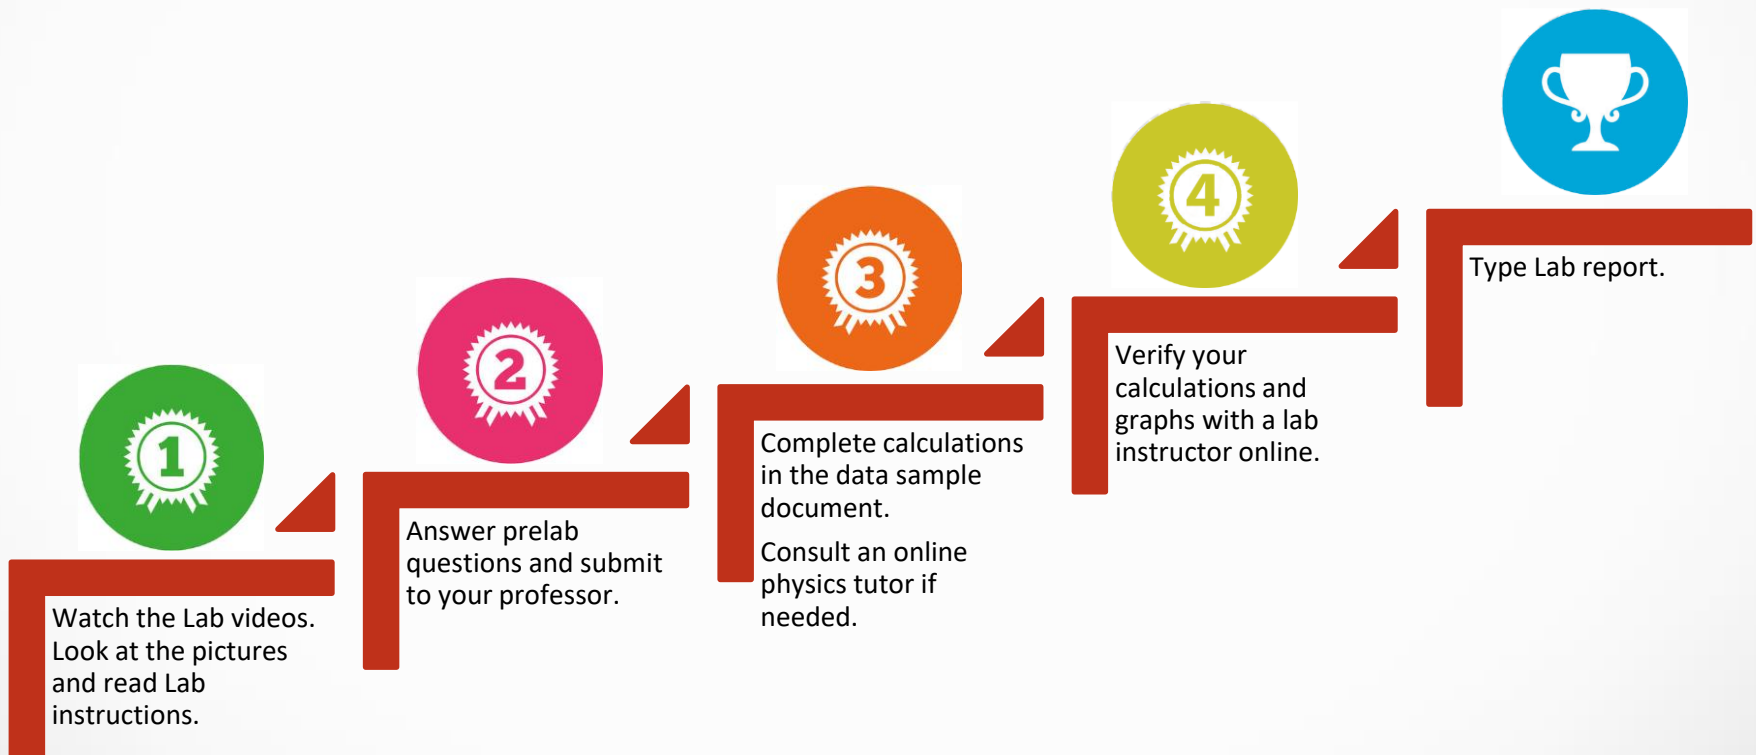 1
Watch the Lab videos.
Look at the pictures
and read Lab
instructions.
2
Answer prelab
questions and submit
to your professor.
3
Complete calculations
in the data sample
document.
Consult an online
physics tutor if
needed.
4
Verify your
calculations and
graphs with a lab
instructor online.
Type Lab report.